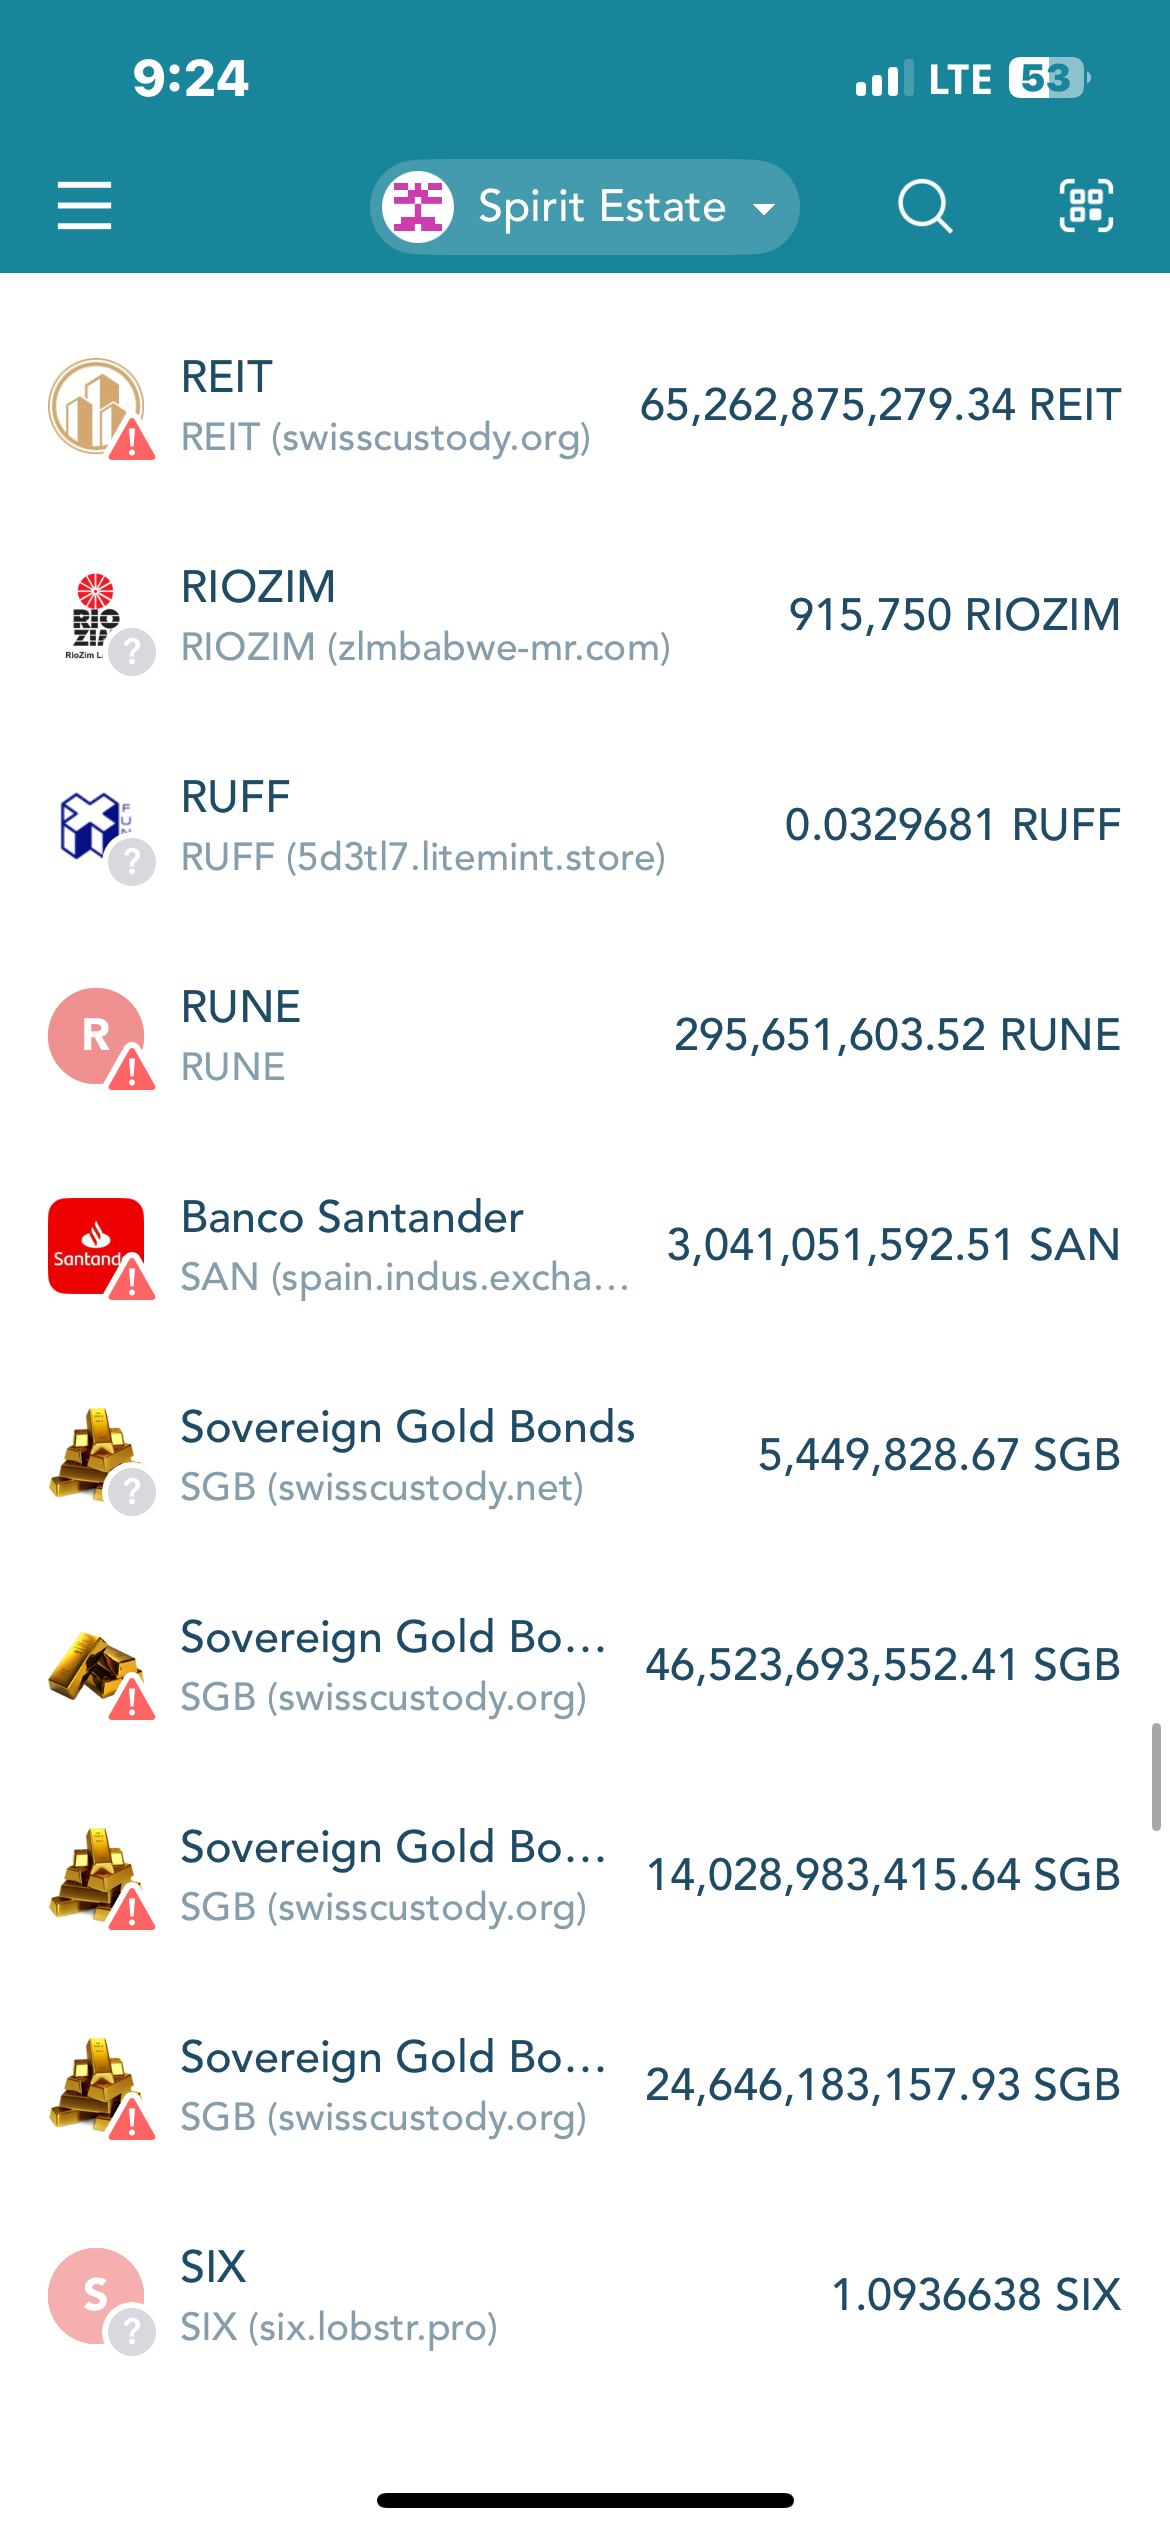 9:24
LTE 53
Spirit Estate
REIT
65,262,875,279.34 REIT
REIT (swisscustody.org)
RIOZIM
915,750 RIOZIM
RIOZIM (zlmbabwe-mr.com)
RIO
RioZim L
RUFF
0.0329681 RUFF
RUFF (5d3tl7.litemint.store)
R
RUNE
295,651,603.52 RUNE
RUNE
Banco Santander
3,041,051,592.51 SAN
SAN (spain.indus.excha...
Santand
Sovereign Gold Bonds
5,449,828.67 SGB
SGB (swisscustody.net)
Sovereign Gold Bo...
46,523,693,552.41 SGB
SGB (swisscustody.org)
Sovereign Gold Bo...
14,028,983,415.64 SGB
SGB (swisscustody.org)
Sovereign Gold Bo...
24,646,183,157.93 SGB
SGB (swisscustody.org)
S
SIX
1.0936638 SIX
SIX (six.lobstr.pro)